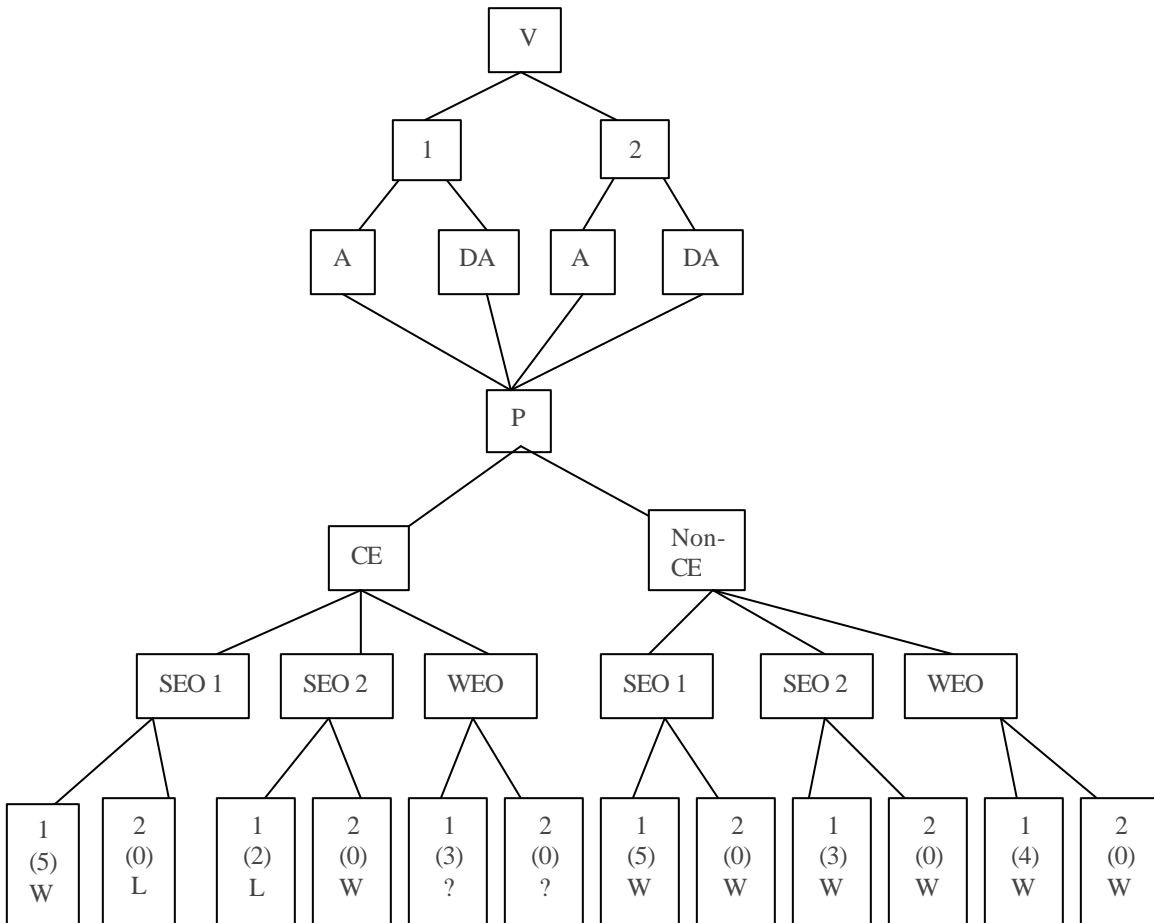 V
1
2
A
DA
A
DA
P
CE
Non-
CE
SEO 1
SEO 2
WEO
SEO 1
SEO 2
WEO
1
(5)
W
2
(0)
L
1
(2)
L
2
(0)
W
1
(3)
?
2
(0)
?
1
(5)
W
2
(0)
W
1
(3)
W
2
(0)
W
1
(4)
W
2
(0)
W